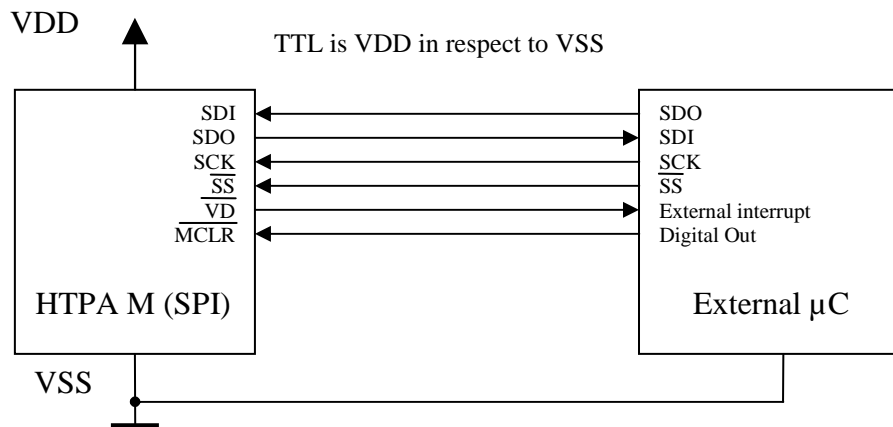 VDD
TTL is VDD in respect to VSS
SDI
SDO
SCK
SS
VD
MCLR
HTPA M (SPI)
SDO
SDI
SCK
SS
External interrupt
Digital Out
External µC
VSS